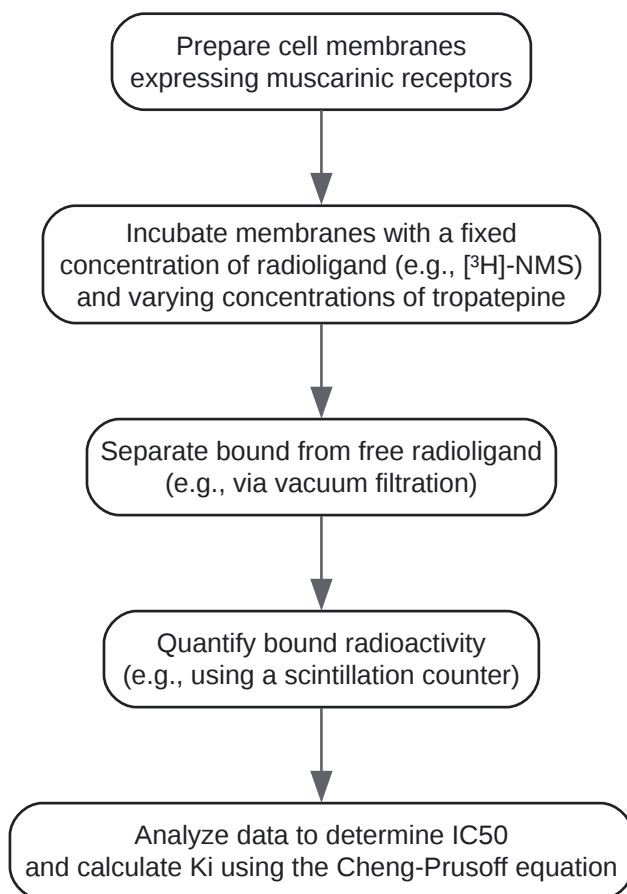 Prepare cell membranes
expressing muscarinic receptors
Incubate membranes with a fixed
concentration of radioligand (e.g., [³H]-NMS)
and varying concentrations of tropatepine
Separate bound from free radioligand
(e.g., via vacuum filtration)
Quantify bound radioactivity
(e.g., using a scintillation counter)
Analyze data to determine IC50
and calculate Ki using the Cheng-Prusoff equation